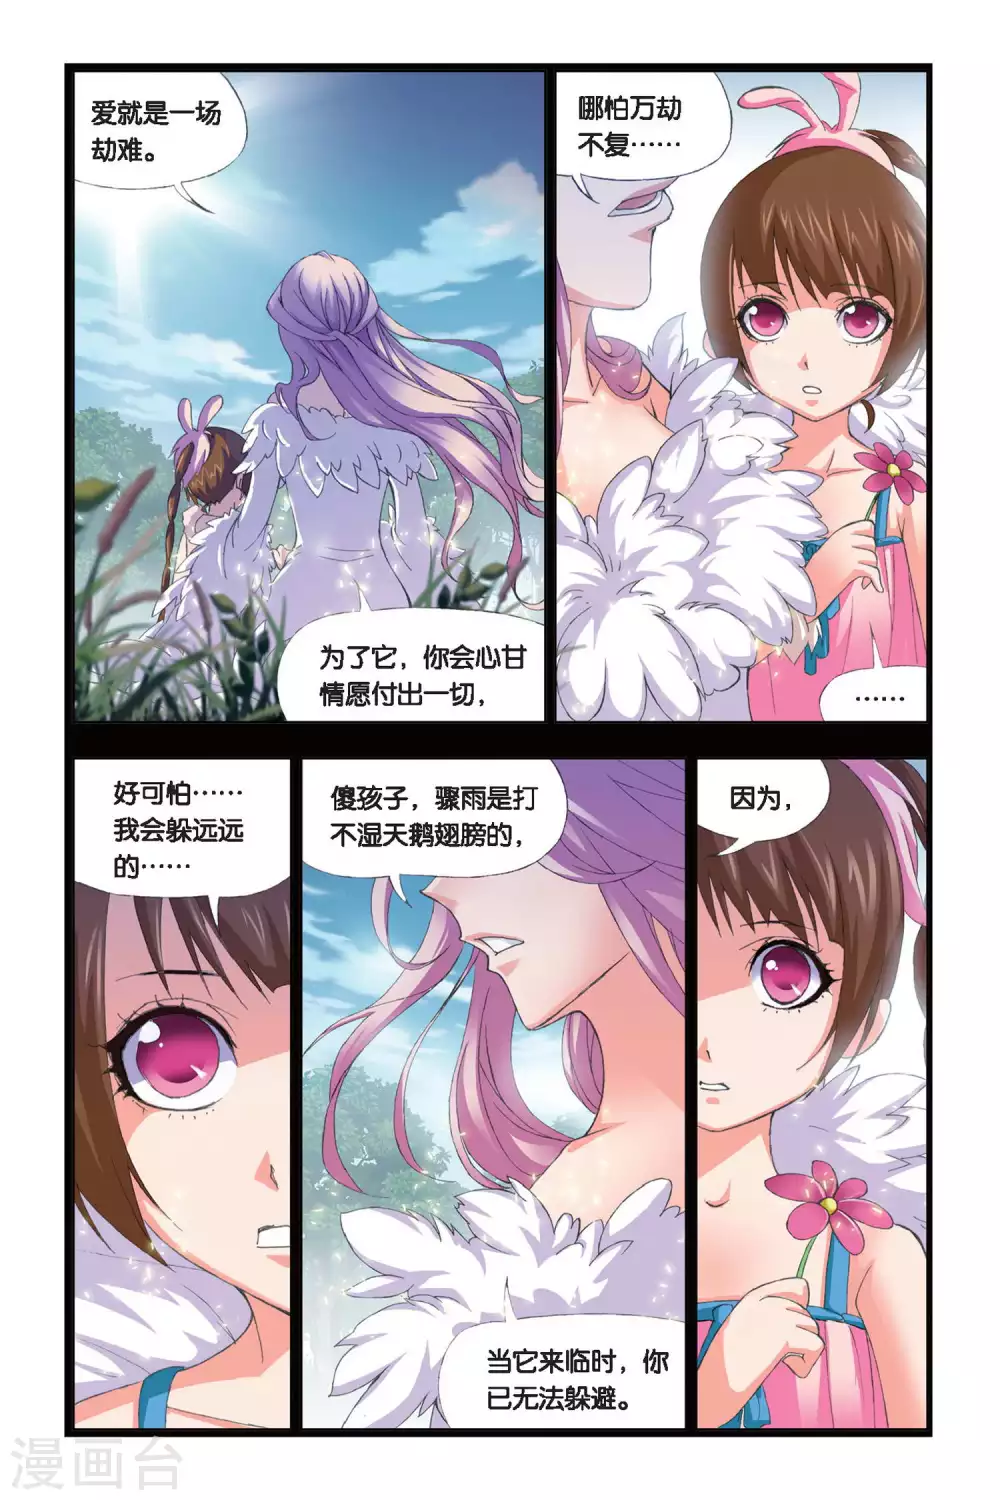 爱就是一场
劫难。
为了它，你会心甘
情愿付出一切，
哪怕万劫
不复……
……
好可怕……
我会躲远远
的……
傻孩子，骤雨是打
不湿天鹅翅膀的，
当它来临时，你
已无法躲避。
因为，
漫画台